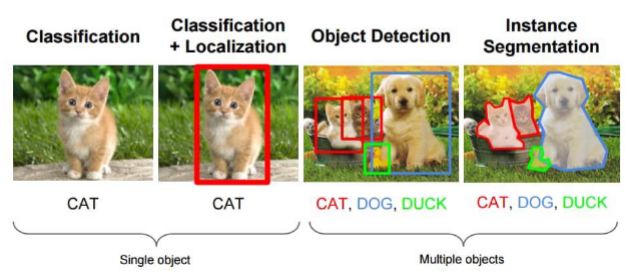 Classification
Classification
+ Localization
Object Detection
Instance
Segmentation
CAT
CAT
CAT, DOG, DUCK
CAT, DOG, DUCK
Single object
Multiple objects